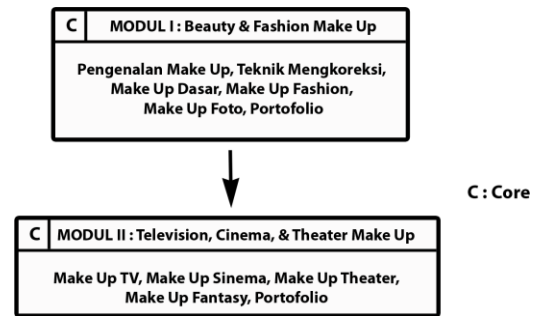 C MODUL I : Beauty & Fashion Make Up
Pengenalan Make Up, Teknik Mengkoreksi,
Make Up Dasar, Make Up Fashion,
Make Up Foto, Portofolio
C : Core
C MODUL II : Television, Cinema, & Theater Make Up
Make Up TV, Make Up Sinema, Make Up Theater,
Make Up Fantasy, Portofolio